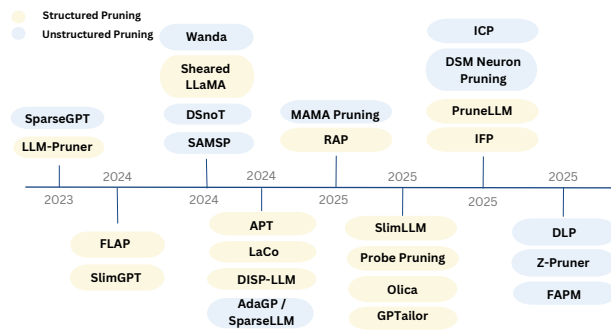 Structured Pruning
Unstructured Pruning
Wanda
Sheared
LLaMA
DSnoT
SAMSP
SparseGPT
LLM-Pruner
MAMA Pruning
RAP
ICP
DSM Neuron
Pruning
PruneLLM
IFP
2024
2024
2025
2025
2023
2024
2025
2025
FLAP
SlimGPT
APT
LaCo
DISP-LLM
AdaGP /
SparseLLM
SlimLLM
Probe Pruning
Olica
GPTailor
DLP
Z-Pruner
FAPM